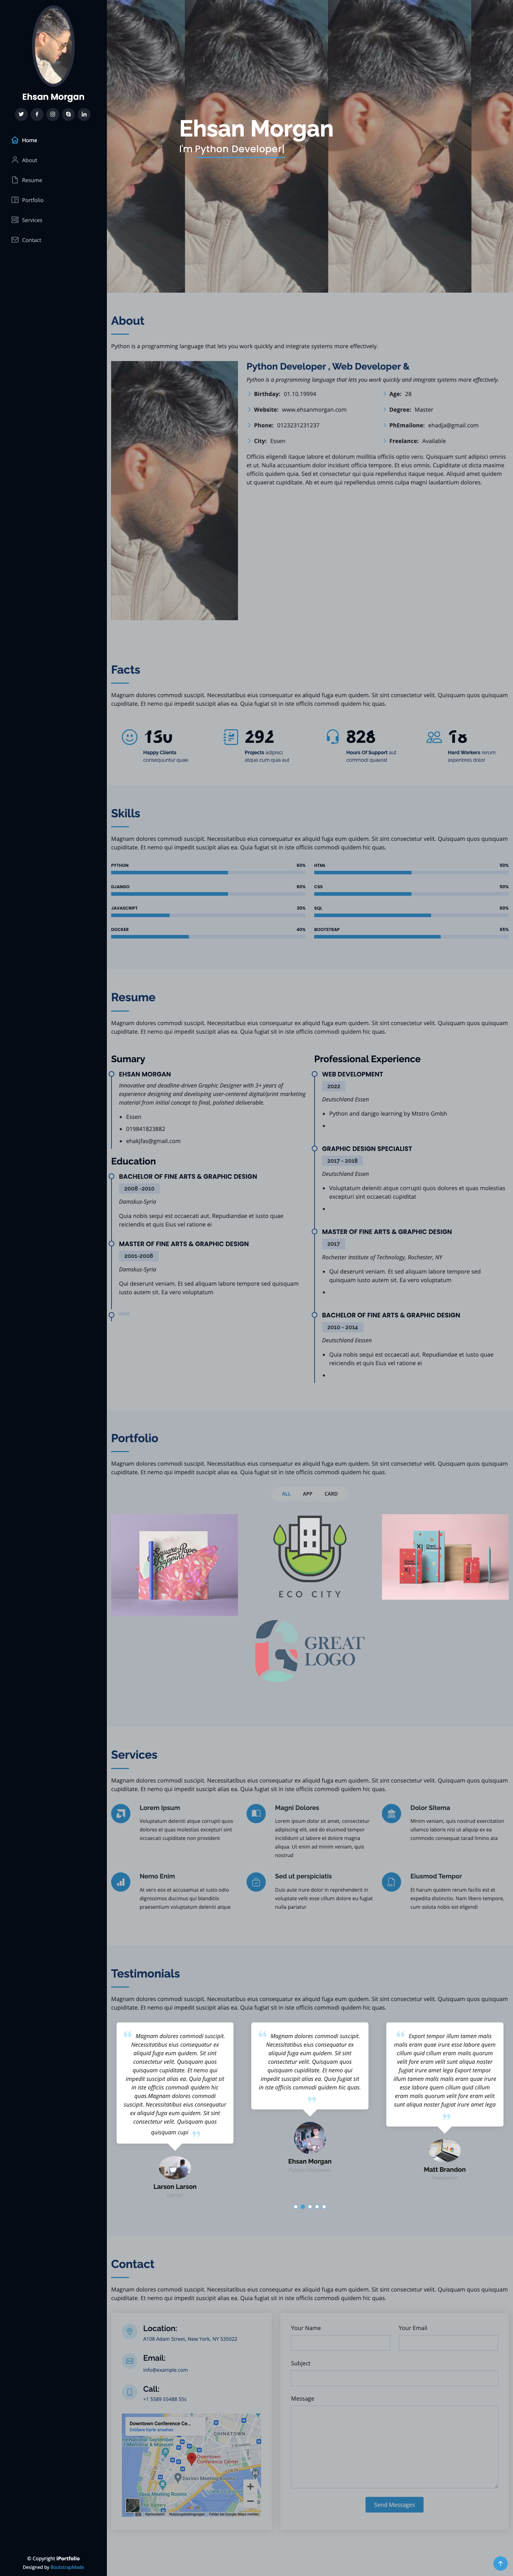 Ehsan Morgan
Home
About
Resume
Portfolio
Services
Contact
Ehsan Morgan
I'm Python Developer|
About
Python is a programming language that lets you work quickly and integrate systems more effectively.
Python Developer , Web Developer &
Python is a programming language that lets you work quickly and integrate systems more effectively.
Birthday: 01.10.19994
Age: 28
Website: www.ehsanmorgan.com
Degree: Master
Phone: 0123231231237
PhEmailone: ehadja@gmail.com
City: Essen
Freelance: Available
Officiis eligendi itaque labore et dolorum mollitia officiis optio vero. Quisquam sunt adipisci omnis
et ut. Nulla accusantium dolor incidunt officia tempore. Et eius omnis. Cupiditate ut dicta maxime
officiis quidem quia. Sed et consectetur qui quia repellendus itaque neque. Aliquid amet quidem
ut quaerat cupiditate. Ab et eum qui repellendus omnis culpa magni laudantium dolores.
Facts
Magnam dolores commodi suscipit. Necessitatibus eius consequatur ex aliquid fuga eum quidem. Sit sint consectetur velit. Quisquam quos quisquam
cupiditate. Et nemo qui impedit suscipit alias ea. Quia fugiat sit in iste officiis commodi quidem hic quas.
292
828
18
Happy Clients
consequuntur quae
Projects adipisci
atque cum quia aut
Hours Of Support aut
commodi quaerat
Hard Workers rerum
asperiores dolor
Skills
Magnam dolores commodi suscipit. Necessitatibus eius consequatur ex aliquid fuga eum quidem. Sit sint consectetur velit. Quisquam quos quisquam
cupiditate. Et nemo qui impedit suscipit alias ea. Quia fugiat sit in iste officiis commodi quidem hic quas.
PYTHON 60%
HTML 50%
DJANGO 60%
CSS 50%
JAVASCRIPT 30%
SQL 60%
DOCKER 40%
BOOTSTRAP 65%
Resume
Magnam dolores commodi suscipit. Necessitatibus eius consequatur ex aliquid fuga eum quidem. Sit sint consectetur velit. Quisquam quos quisquam
cupiditate. Et nemo qui impedit suscipit alias ea. Quia fugiat sit in iste officiis commodi quidem hic quas.
Sumary
EHSAN MORGAN
Innovative and deadline-driven Graphic Designer with 3+ years of
experience designing and developing user-centered digital/print marketing
material from initial concept to final, polished deliverable.
Essen
019841823882
ehakjfas@gmail.com
Education
BACHELOR OF FINE ARTS & GRAPHIC DESIGN
2008 -2010
Damskus-Syria
Quia nobis sequi est occaecati aut. Repudiandae et iusto quae
reiciendis et quis Eius vel ratione ei
MASTER OF FINE ARTS & GRAPHIC DESIGN
2001-2008
Damskus-Syria
Qui deserunt veniam. Et sed aliquam labore tempore sed quisquam
iusto autem sit. Ea vero voluptatum
Professional Experience
WEB DEVELOPMENT
2022
Deutschland Essen
Python and danjgo learning by Mtstro Gmbh
GRAPHIC DESIGN SPECIALIST
2017 - 2018
Deutschland Essen
Voluptatum deleniti atque corrupti quos dolores et quas molestias
excepturi sint occaecati cupiditat
MASTER OF FINE ARTS & GRAPHIC DESIGN
2017
Rochester Institute of Technology, Rochester, NY
Qui deserunt veniam. Et sed aliquam labore tempore sed
quisquam iusto autem sit. Ea vero voluptatum
BACHELOR OF FINE ARTS & GRAPHIC DESIGN
2010 - 2014
Deutschland Eessen
Quia nobis sequi est occaecati aut. Repudiandae et iusto quae
reiciendis et quis Eius vel ratione ei
Portfolio
Magnam dolores commodi suscipit. Necessitatibus eius consequatur ex aliquid fuga eum quidem. Sit sint consectetur velit. Quisquam quos quisquam
cupiditate. Et nemo qui impedit suscipit alias ea. Quia fugiat sit in iste officiis commodi quidem hic quas.
ALL APP CARD
Square Paper
Wrapping
ECO CITY
GREAT
LOGO
Services
Magnam dolores commodi suscipit. Necessitatibus eius consequatur ex aliquid fuga eum quidem. Sit sint consectetur velit. Quisquam quos quisquam
cupiditate. Et nemo qui impedit suscipit alias ea. Quia fugiat sit in iste officiis commodi quidem hic quas.
Lorem Ipsum
Voluptatum deleniti atque corrupti quos
dolores et quas molestias excepturi sint
occaecati cupiditate non provident
Magni Dolores
Lorem ipsum dolor sit amet, consectetur
adipiscing elit, sed do eiusmod tempor
incididunt ut labore et dolore magna
aliqua. Ut enim ad minim veniam, quis
nostrud
Dolor Sitema
Minim veniam, quis nostrud exercitation
ullamco laboris nisi ut aliquip ex ea
commodo consequat tarad limino ata
Nemo Enim
At vero eos et accusamus et iusto odio
dignissimos ducimus qui blanditiis
praesentium voluptatum deleniti atque
Sed ut perspiciatis
Duis aute irure dolor in reprehenderit in
voluptate velit esse cillum dolore eu fugiat
nulla pariatur
Eiusmod Tempor
Et harum quidem rerum facilis est et
expedita distinctio. Nam libero tempore,
cum soluta nobis est eligendi
Testimonials
Magnam dolores commodi suscipit. Necessitatibus eius consequatur ex aliquid fuga eum quidem. Sit sint consectetur velit. Quisquam quos quisquam
cupiditate. Et nemo qui impedit suscipit alias ea. Quia fugiat sit in iste officiis commodi quidem hic quas.
Magnam dolores commodi suscipit.
Necessitatibus eius consequatur ex
aliquid fuga eum quidem. Sit sint
consectetur velit. Quisquam quos
quisquam cupiditate. Et nemo qui
impedit suscipit alias ea. Quia fugiat sit
in iste officiis commodi quidem hic
quas.Magnam dolores commodi
suscipit. Necessitatibus eius consequatur
ex aliquid fuga eum quidem. Sit sint
consectetur velit. Quisquam quos
quisquam cupi
Larson Larson
Magnam dolores commodi suscipit.
Necessitatibus eius consequatur ex
aliquid fuga eum quidem. Sit sint
consectetur velit. Quisquam quos
quisquam cupiditate. Et nemo qui
impedit suscipit alias ea. Quia fugiat sit
in iste officiis commodi quidem hic quas.
Ehsan Morgan
Python Developer
Export tempor illum tamen malis
malis eram quae irure esse labore quem
cillum quid cillum eram malis quorum
velit fore eram velit sunt aliqua noster
fugiat irure amet lega Export tempor
illum tamen malis malis eram quae irure
esse labore quem cillum quid cillum
eram malis quorum velit fore eram velit
sunt aliqua noster fugiat irure amet lega
Matt Brandon
Contact
Magnam dolores commodi suscipit. Necessitatibus eius consequatur ex aliquid fuga eum quidem. Sit sint consectetur velit. Quisquam quos quisquam
cupiditate. Et nemo qui impedit suscipit alias ea. Quia fugiat sit in iste officiis commodi quidem hic quas.
Location:
A108 Adam Street, New York, NY 535022
Email:
info@example.com
Call:
+1 5589 55488 55s
Downtown Conference Ce...
Größere Karte ansehen
CHINATOWN
Downtown
Conference Center
Davinci Meeting Rooms
Opus Meeting Rooms
The Battery
Kartendaten Nutzungsbedingungen Fehler bei Google Maps melden
Your Name
Your Email
Subject
Message
Send Messages
© Copyright iPortfolio
Designed by BootstrapMade